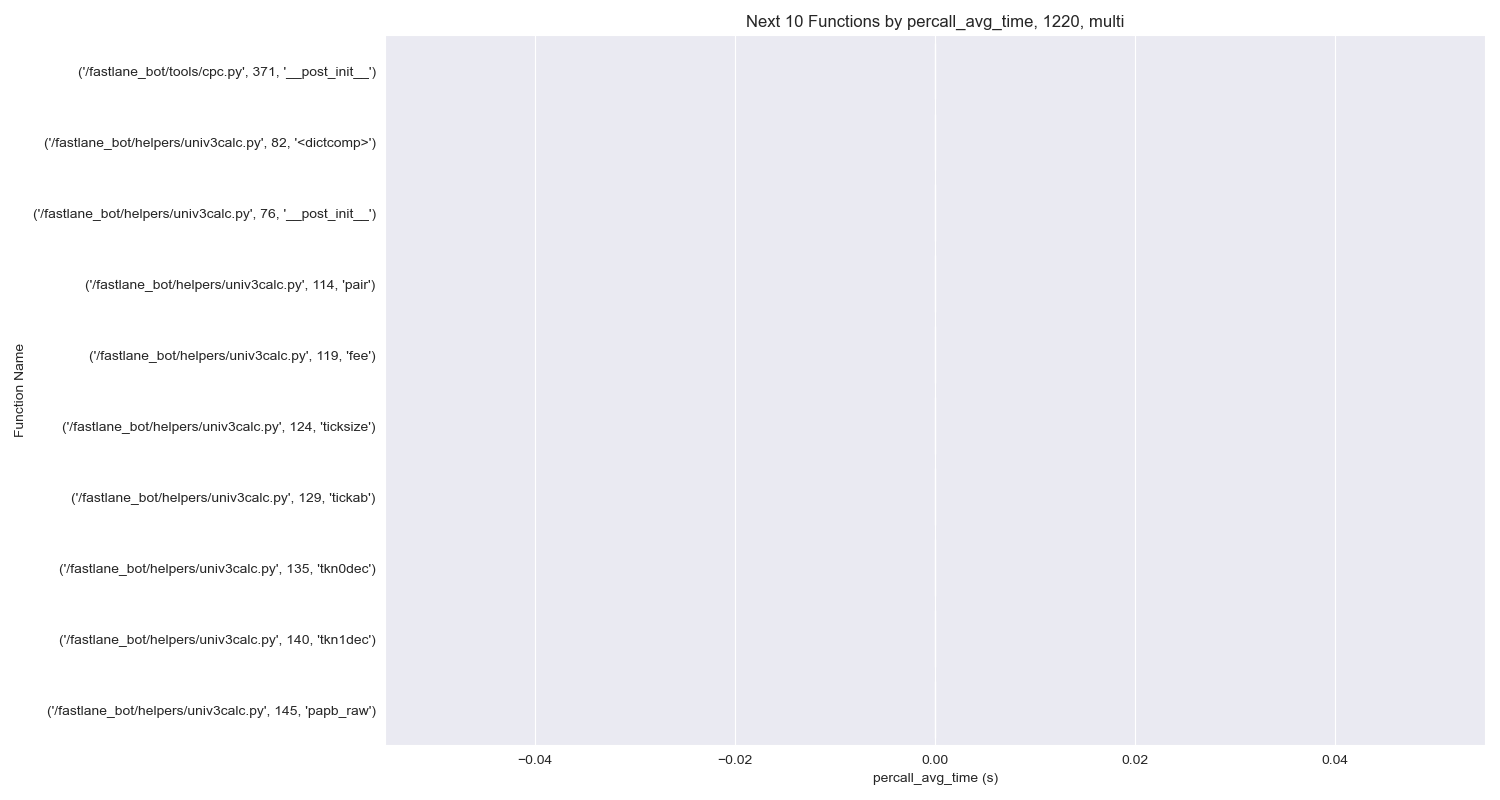 Next 10 Functions by percall_avg_time, 1220, multi
('/fastlane_bot/tools/cpc.py', 371, '__post_init__')
('/fastlane_bot/helpers/univ3calc.py', 82, '<dictcomp>')
('/fastlane_bot/helpers/univ3calc.py', 76, '__post_init__')
('/fastlane_bot/helpers/univ3calc.py', 114, 'pair')
('/fastlane_bot/helpers/univ3calc.py', 119, 'fee')
('/fastlane_bot/helpers/univ3calc.py', 124, 'ticksize')
('/fastlane_bot/helpers/univ3calc.py', 129, 'tickab')
('/fastlane_bot/helpers/univ3calc.py', 135, 'tkn0dec')
('/fastlane_bot/helpers/univ3calc.py', 140, 'tkn1dec')
('/fastlane_bot/helpers/univ3calc.py', 145, 'papb_raw')
Function Name
−0.04 −0.02 0.00 0.02 0.04
percall_avg_time (s)